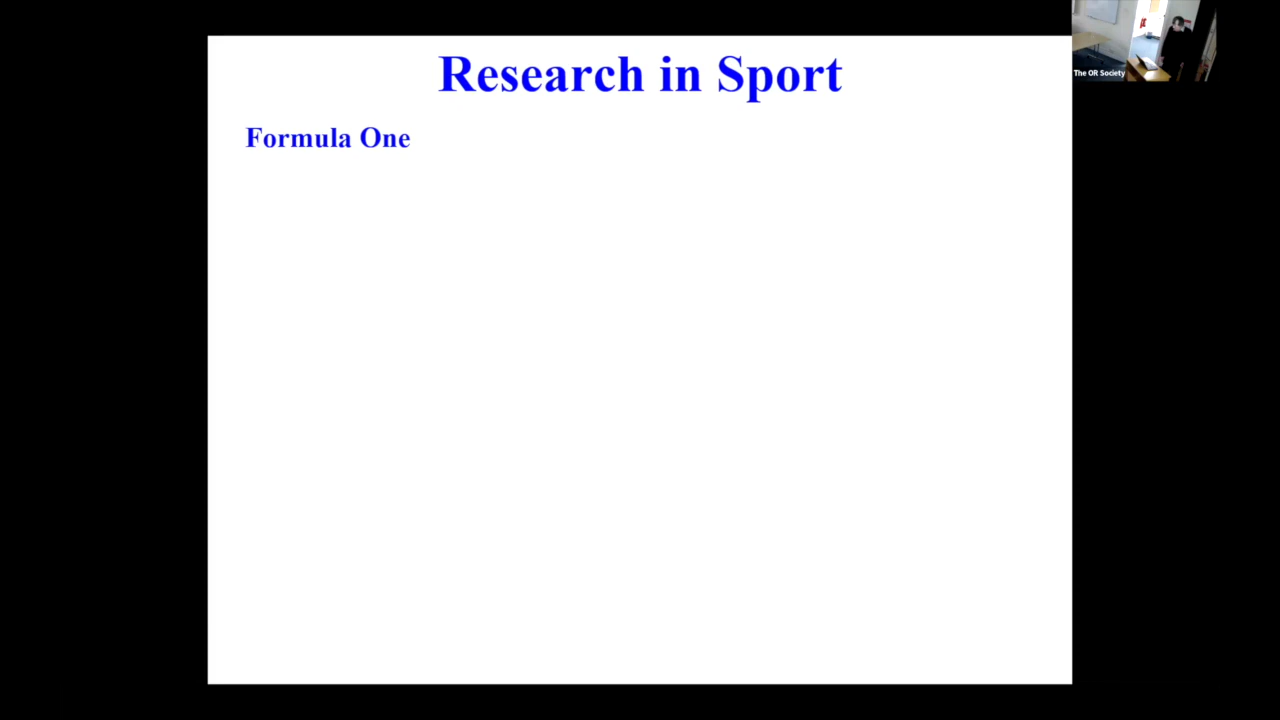 Research in Sport
Formula One
The OR Society